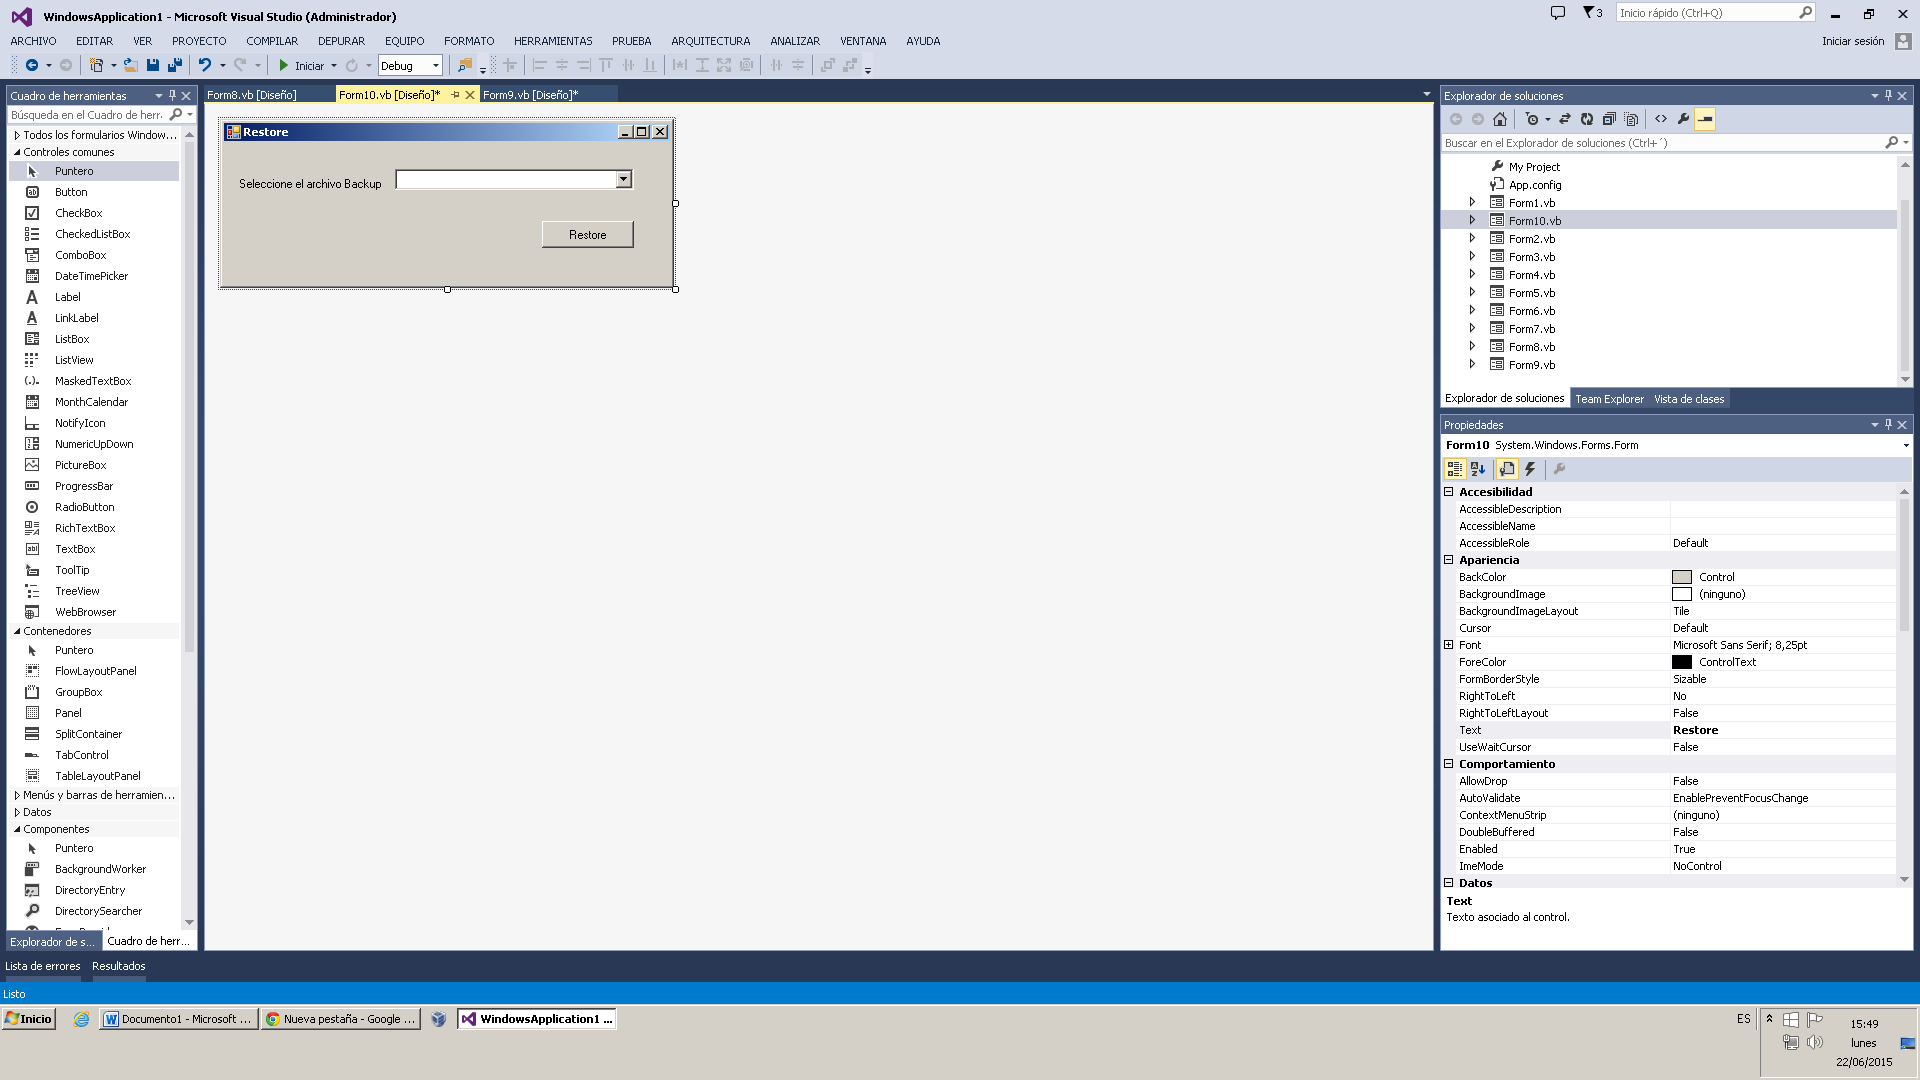 WindowsApplication1 - Microsoft Visual Studio (Administrador)
3
Inicio rápido (Ctrl+Q)
ARCHIVO EDITAR VER PROYECTO COMPILAR DEPURAR EQUIPO FORMATO HERRAMIENTAS PRUEBA ARQUITECTURA ANALIZAR VENTANA AYUDA
Iniciar sesión
Iniciar Debug
Cuadro de herramientas
Búsqueda en el Cuadro de herr
Todos los formularios Window...
Controles comunes
Puntero
Button
CheckBox
CheckedListBox
ComboBox
DateTimePicker
Label
LinkLabel
ListBox
ListView
MaskedTextBox
MonthCalendar
NotifyIcon
NumericUpDown
PictureBox
ProgressBar
RadioButton
RichTextBox
TextBox
ToolTip
TreeView
WebBrowser
Contenedores
Puntero
FlowLayoutPanel
GroupBox
Panel
SplitContainer
TabControl
TableLayoutPanel
Menús y barras de herramien...
Datos
Componentes
Puntero
BackgroundWorker
DirectoryEntry
DirectorySearcher
Explorador de s... Cuadro de herr...
Form8.vb [Diseño] Form10.vb [Diseño]* Form9.vb [Diseño]*
Restore
Seleccione el archivo Backup
Restore
Explorador de soluciones
Buscar en el Explorador de soluciones (Ctrl+´)
My Project
App.config
Form1.vb
Form10.vb
Form2.vb
Form3.vb
Form4.vb
Form5.vb
Form6.vb
Form7.vb
Form8.vb
Form9.vb
Explorador de soluciones Team Explorer Vista de clases
Propiedades
Form10 System.Windows.Forms.Form
Accesibilidad
AccessibleDescription
AccessibleName
AccessibleRole Default
Apariencia
BackColor Control
BackgroundImage (ninguno)
BackgroundImageLayout Tile
Cursor Default
Font Microsoft Sans Serif; 8,25pt
ForeColor ControlText
FormBorderStyle Sizable
RightToLeft No
RightToLeftLayout False
Text Restore
UseWaitCursor False
Comportamiento
AllowDrop False
AutoValidate EnablePreventFocusChange
ContextMenuStrip (ninguno)
DoubleBuffered False
Enabled True
ImeMode NoControl
Datos
Text
Texto asociado al control.
Lista de errores Resultados
Listo
Inicio Documento1 - Microsoft ... Nueva pestaña - Google ... WindowsApplication1 ...
ES
15:49
lunes
22/06/2015